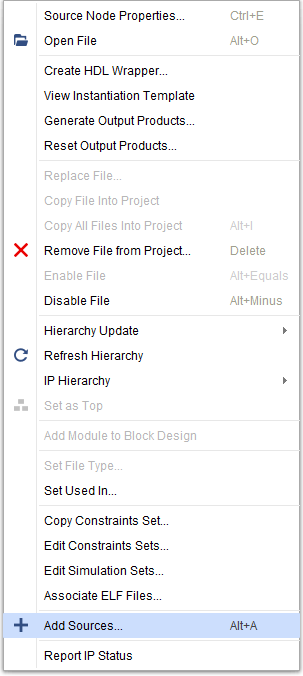 Source Node Properties... Ctrl+E
Open File Alt+O
Create HDL Wrapper...
View Instantiation Template
Generate Output Products...
Reset Output Products...
Replace File...
Copy File Into Project
Copy All Files Into Project Alt+I
Remove File from Project... Delete
Enable File Alt+Equals
Disable File Alt+Minus
Hierarchy Update
Refresh Hierarchy
IP Hierarchy
Set as Top
Add Module to Block Design
Set File Type...
Set Used In...
Copy Constraints Set...
Edit Constraints Sets...
Edit Simulation Sets...
Associate ELF Files...
Add Sources... Alt+A
Report IP Status